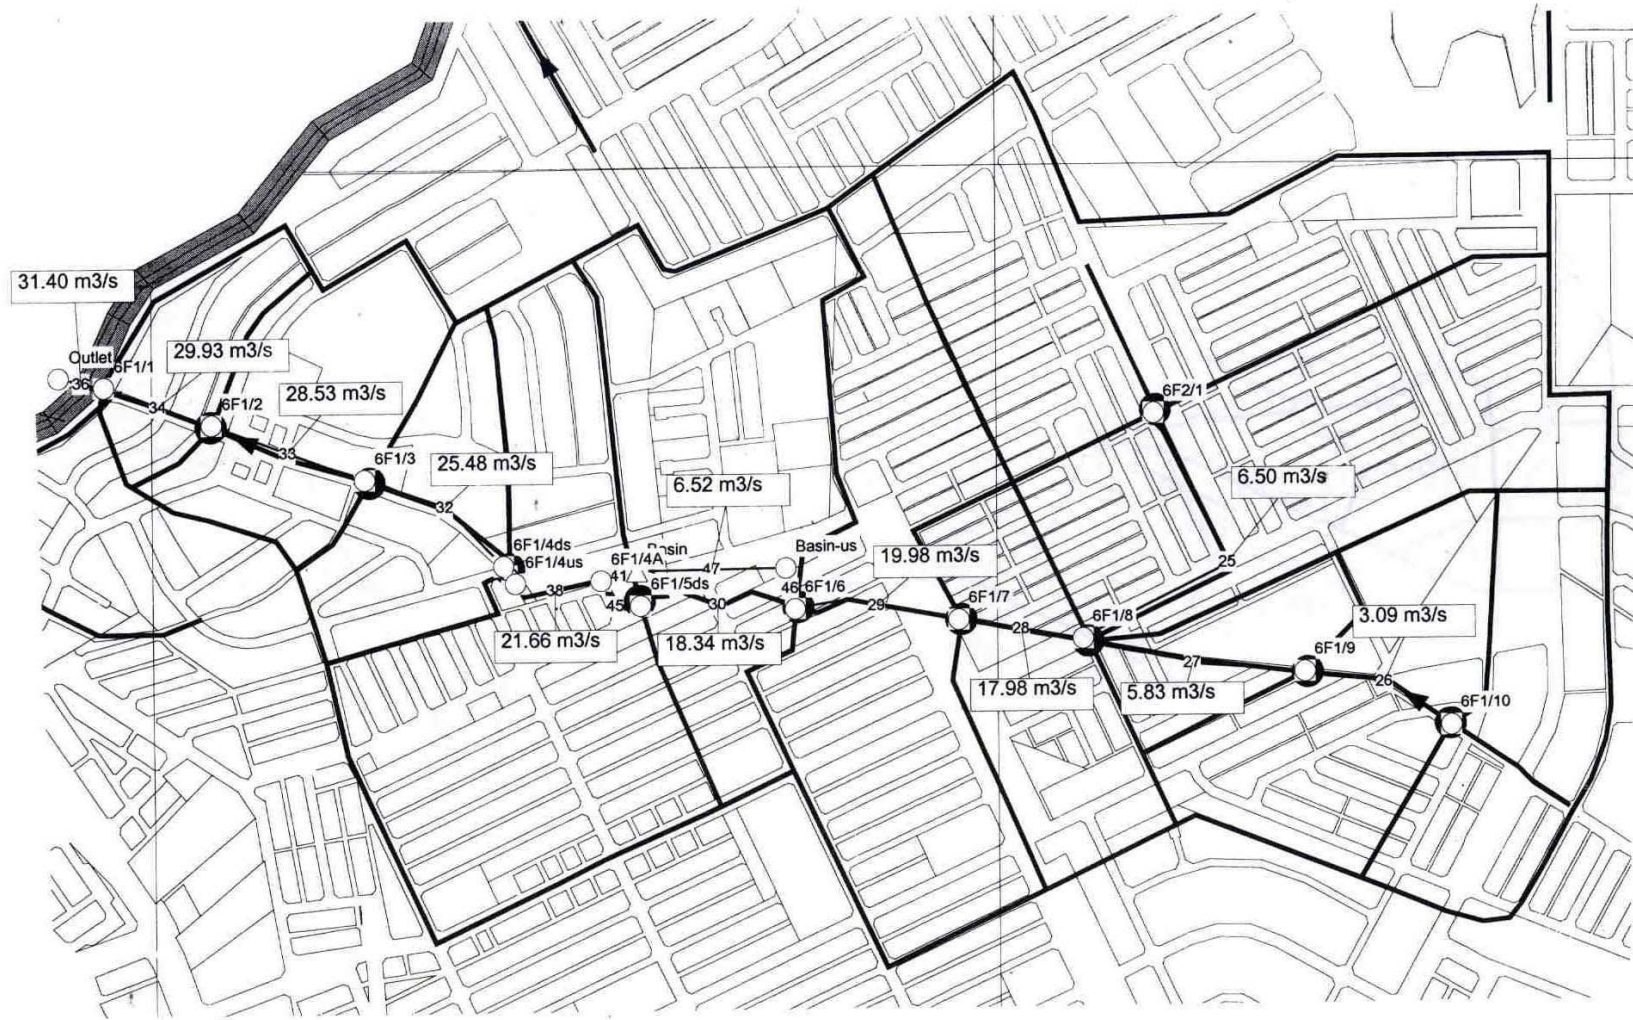 31.40 m3/s
Outlet
6F1/1
36
34
29.93 m3/s
6F1/2
28.53 m3/s
33
6F1/3
25.48 m3/s
32
6F1/4ds
6F1/4us
38
21.66 m3/s
6F1/4A
41
Basin
6.52 m3/s
47
Basin-us
45
6F1/5ds
30
18.34 m3/s
46
6F1/6
19.98 m3/s
29
6F1/7
28
17.98 m3/s
6F1/8
6F2/1
6.50 m3/s
25
27
5.83 m3/s
6F1/9
3.09 m3/s
26
6F1/10